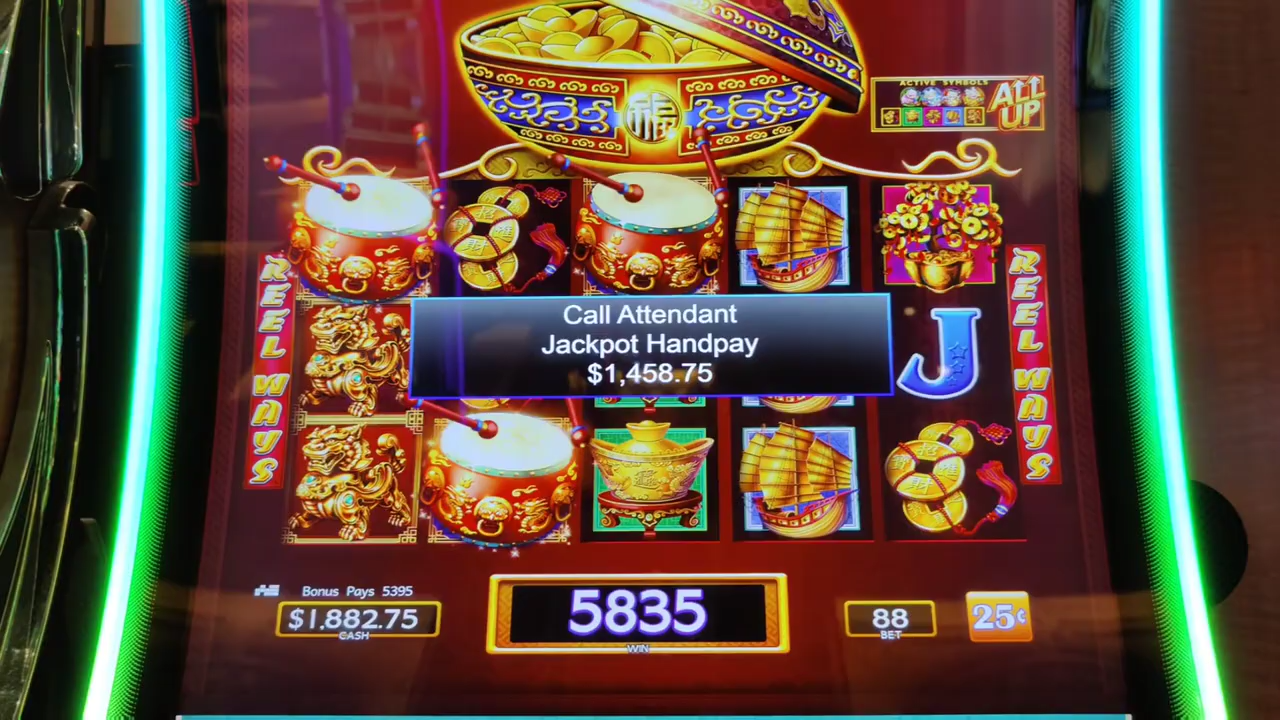 ACTIVE SYMBOLS
ALL
UP
福
REEL WAYS
REEL WAYS
Call Attendant
Jackpot Handpay
$1,458.75
J
Bonus Pays 5395
$1,882.75
CASH
5835
WIN
88
BET
25¢